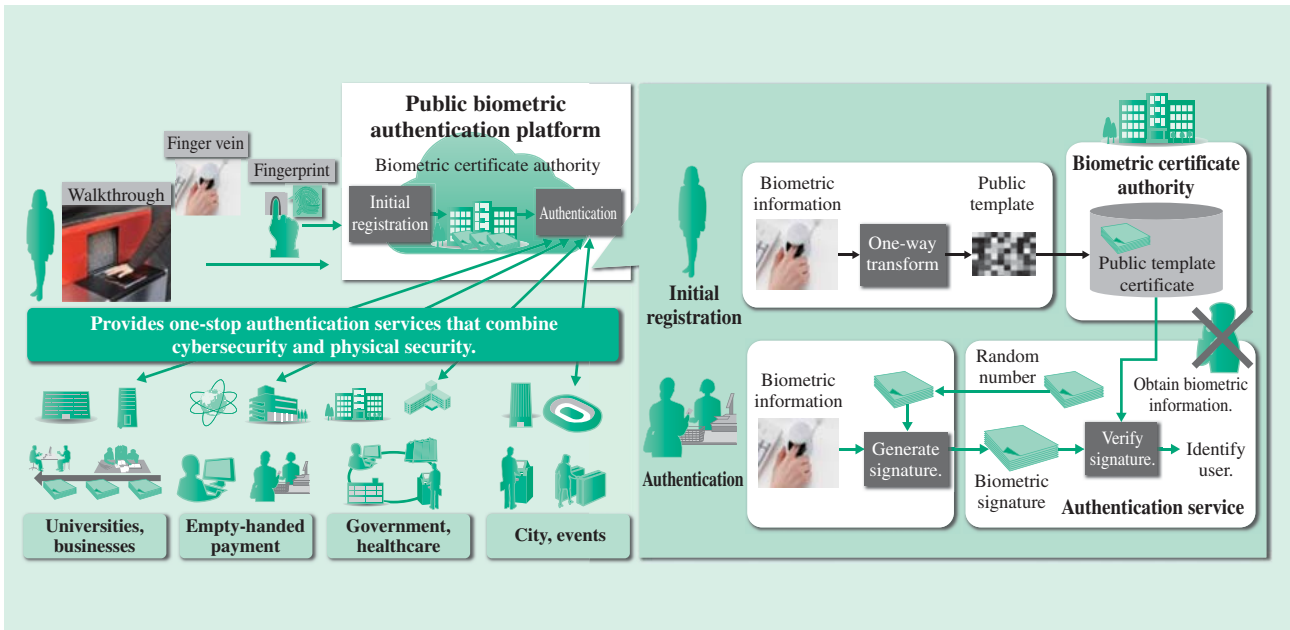 Public biometric
authentication platform
Biometric certificate authority
Finger vein
Fingerprint
Walkthrough
Initial
registration
Authentication
Provides one-stop authentication services that combine
cybersecurity and physical security.
Universities,
businesses
Empty-handed
payment
Government,
healthcare
City, events
Biometric certificate
authority
Biometric
information
Public
template
One-way
transform
Public template
certificate
Initial
registration
Biometric
information
Random
number
Obtain biometric
information.
Generate
signature.
Verify
signature.
Identify
user.
Authentication
Biometric
signature
Authentication service